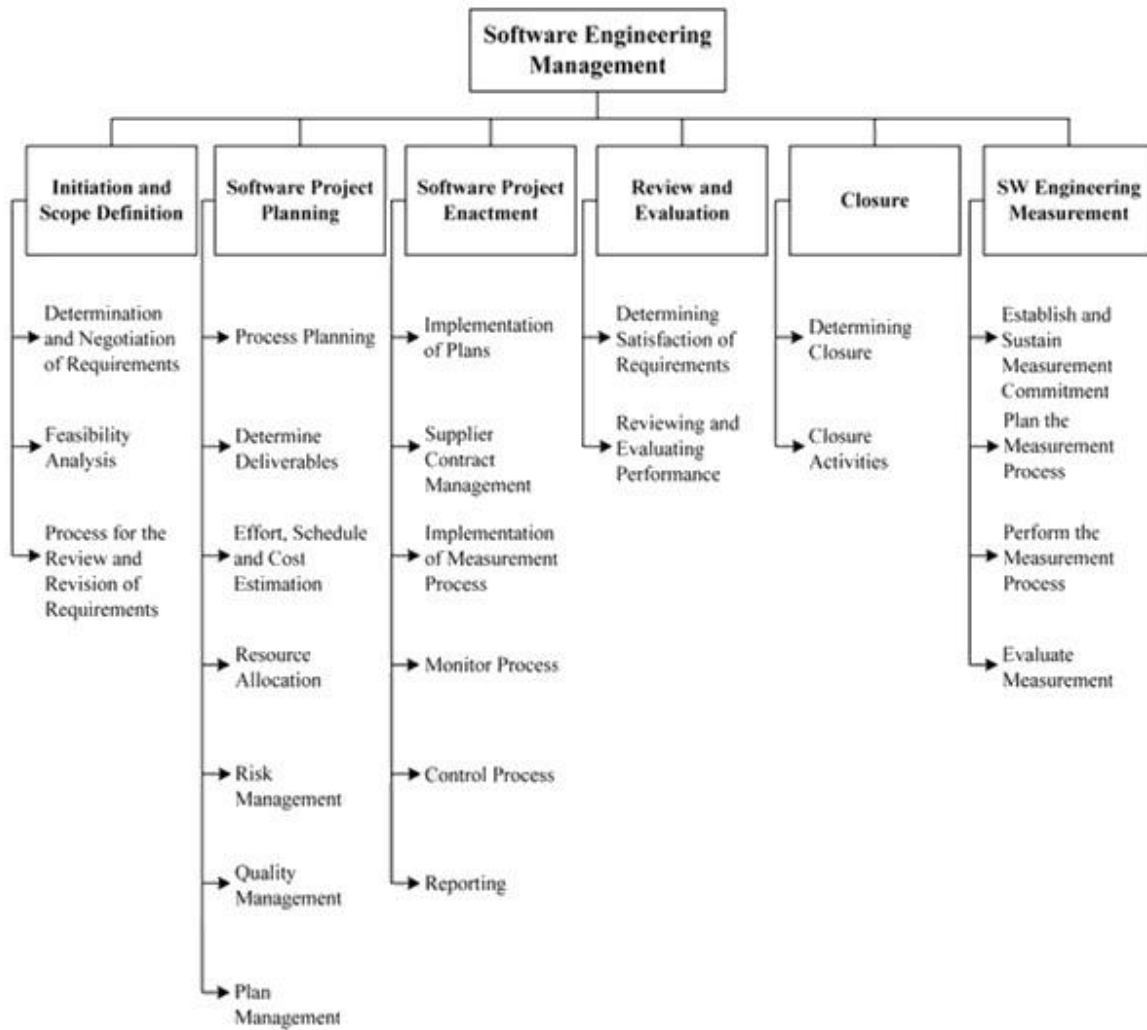 Software Engineering
Management
Initiation and
Scope Definition
Software Project
Planning
Software Project
Enactment
Review and
Evaluation
Closure
SW Engineering
Measurement
Determination
and Negotiation
of Requirements
Feasibility
Analysis
Process for the
Review and
Revision of
Requirements
Process Planning
Determine
Deliverables
Effort, Schedule
and Cost
Estimation
Resource
Allocation
Risk
Management
Quality
Management
Plan
Management
Implementation
of Plans
Supplier
Contract
Management
Implementation
of Measurement
Process
Monitor Process
Control Process
Reporting
Determining
Satisfaction of
Requirements
Reviewing and
Evaluating
Performance
Determining
Closure
Closure
Activities
Establish and
Sustain
Measurement
Commitment
Plan the
Measurement
Process
Perform the
Measurement
Process
Evaluate
Measurement